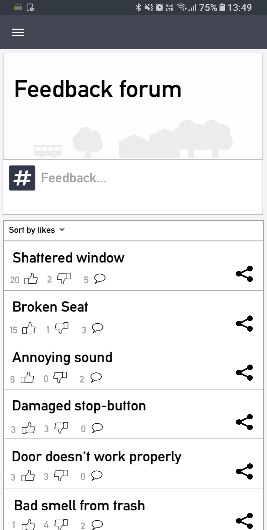 75% 13:49
Feedback forum
# Feedback...
Sort by likes
Shattered window
20 2 5
Broken Seat
15 1 3
Annoying sound
9 0 2
Damaged stop-button
3 3 0
Door doesn't work properly
3 3 0
Bad smell from trash
1 4 2